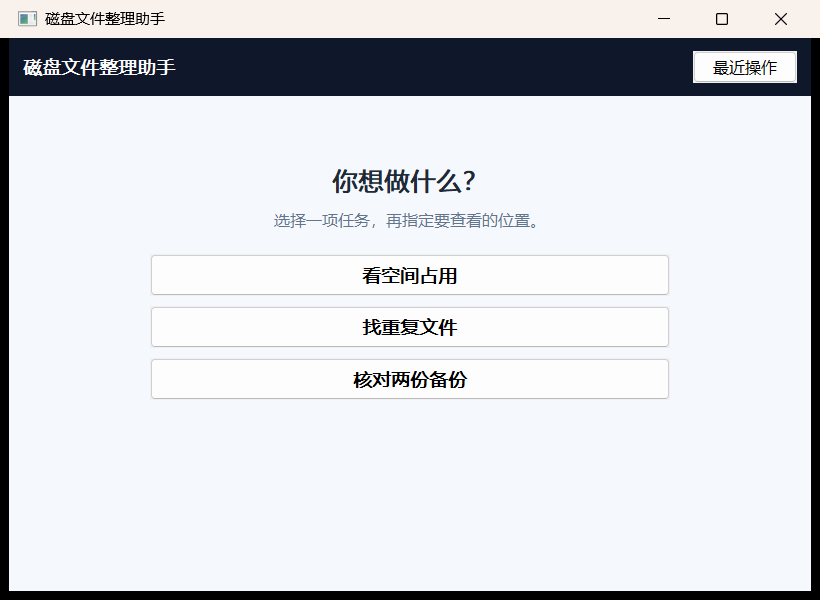 磁盘文件整理助手
磁盘文件整理助手
最近操作
你想做什么？
选择一项任务，再指定要查看的位置。
看空间占用
找重复文件
核对两份备份